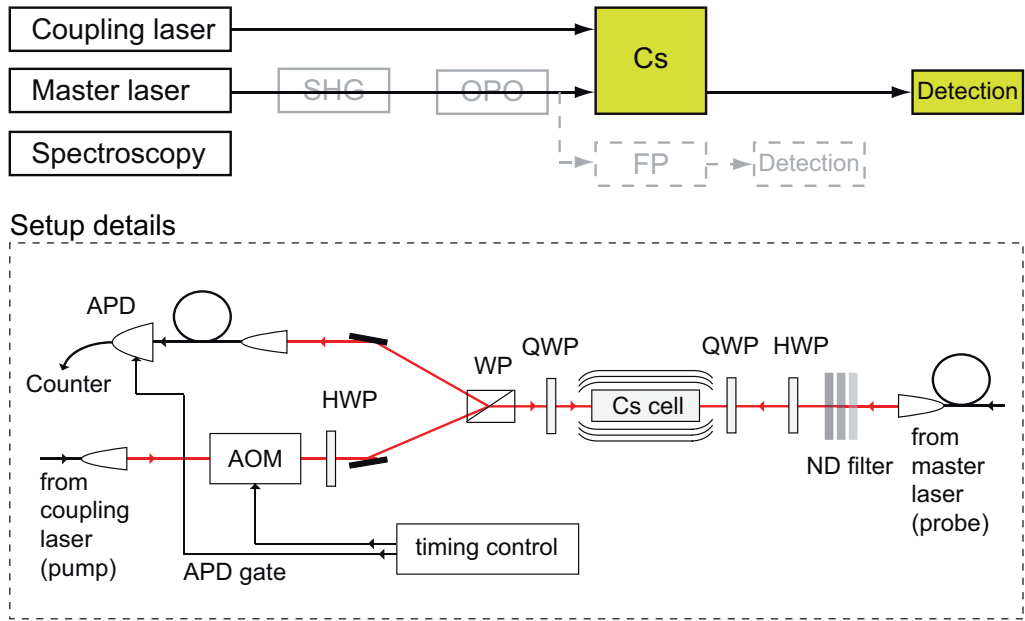 Coupling laser
Cs
Master laser
SHG
OPO
Detection
Spectroscopy
FP
Detection
Setup details
APD
QWP
WP
QWP
HWP
Counter
HWP
Cs cell
AOM
ND filter
from
coupling
laser
(pump)
from
master
laser
(probe)
timing control
APD gate